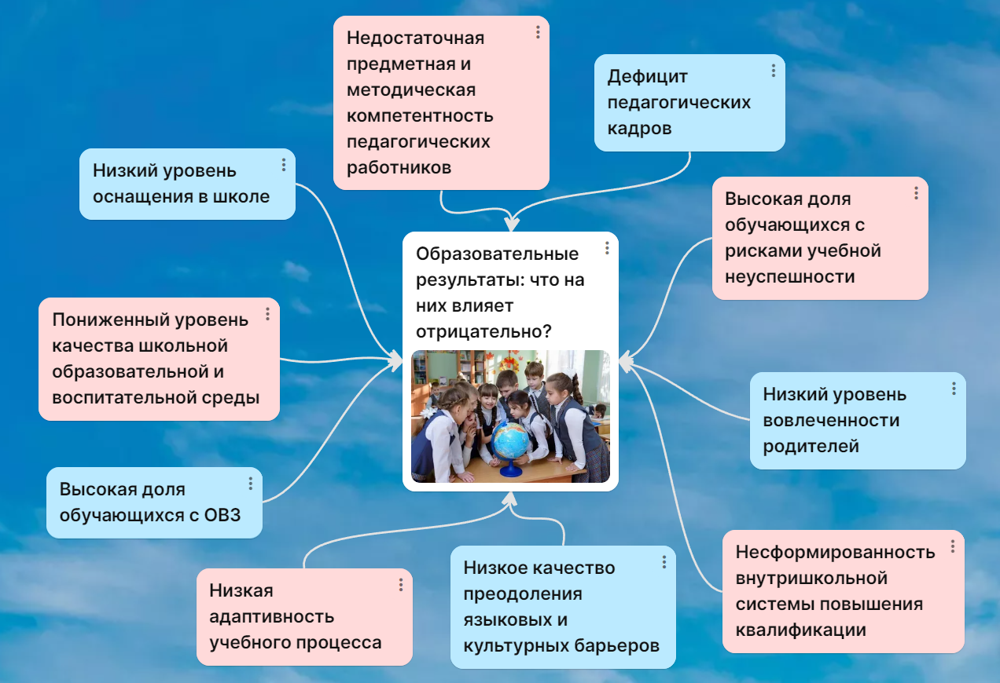 Недостаточная
предметная и
методическая
компетентность
педагогических
работников
Дефицит
педагогических
кадров
Низкий уровень
оснащения в школе
Высокая доля
обучающихся с
рисками учебной
неуспешности
Образовательные
результаты: что на
них влияет
отрицательно?
Пониженный уровень
качества школьной
образовательной и
воспитательной среды
Низкий уровень
вовлеченности
родителей
Высокая доля
обучающихся с ОВЗ
Несформированность
внутришкольной
системы повышения
квалификации
Низкая
адаптивность
учебного процесса
Низкое качество
преодоления
языковых и
культурных барьеров